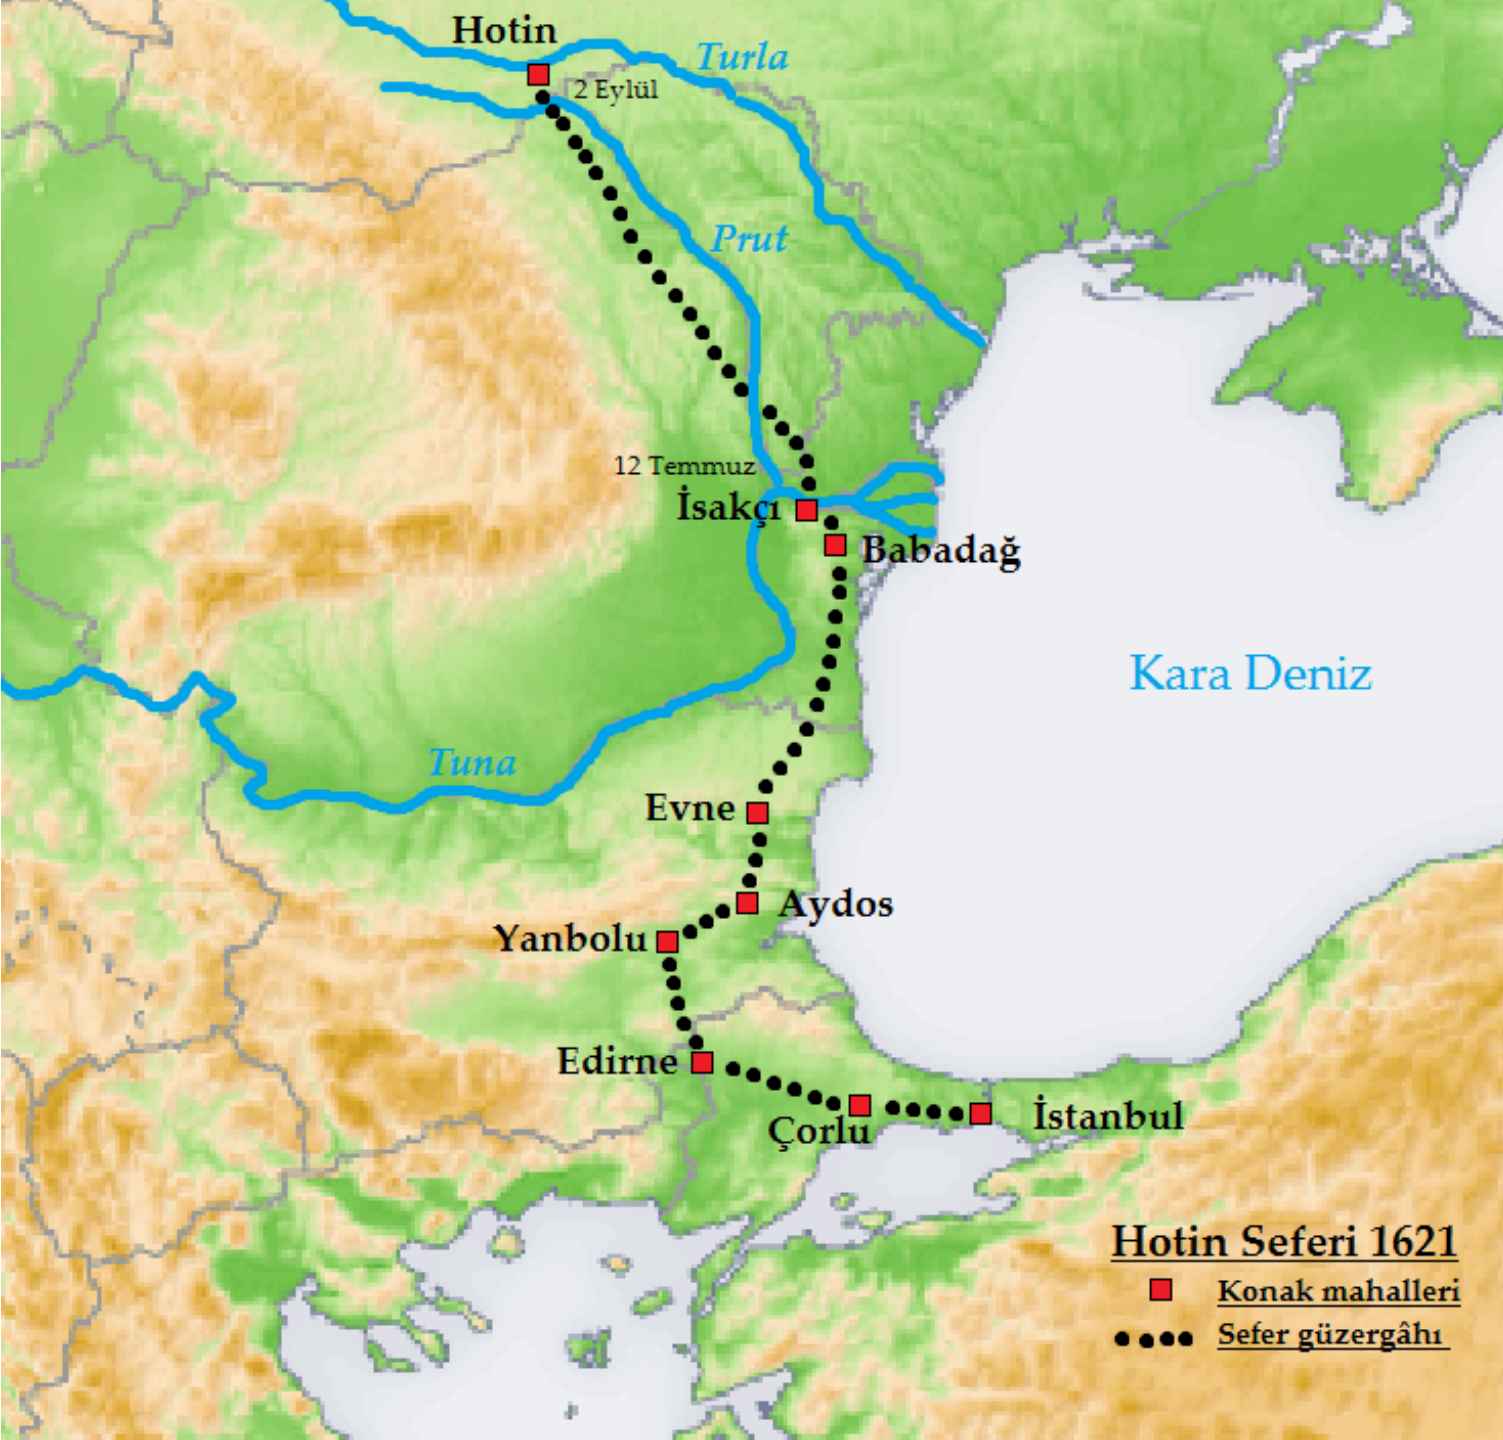 Hotin
Turla
2 Eylül
Prut
12 Temmuz
İsakçı
Babadağ
Kara Deniz
Tuna
Evne
Aydos
Yanbolu
Edirne
Çorlu
İstanbul
Hotin Seferi 1621
Konak mahalleri
Sefer güzergâhı